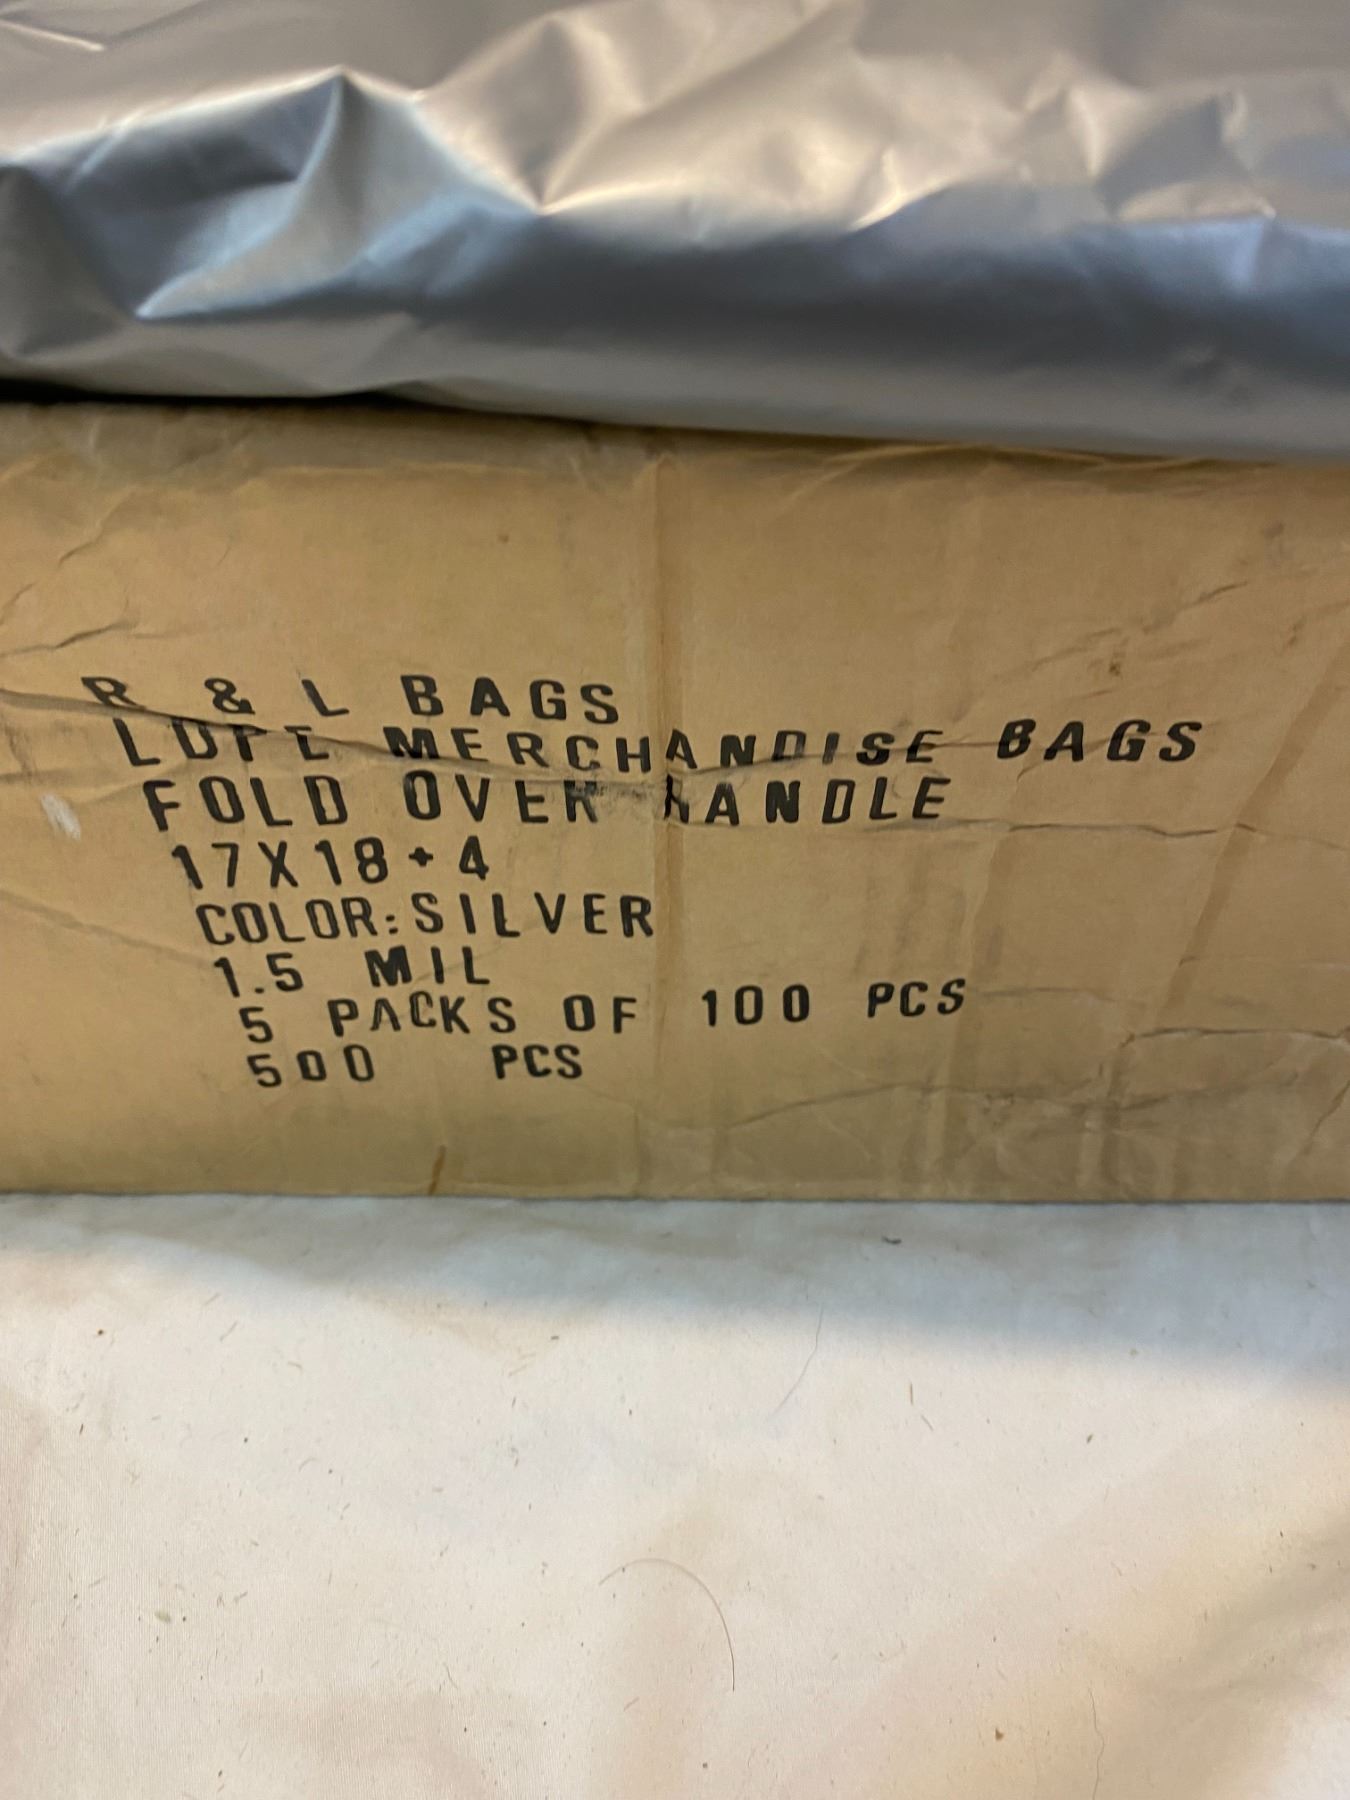 R & L BAGS
LDPE MERCHANDISE BAGS
FOLD OVER HANDLE
17X18+4
COLOR:SILVER
1.5 MIL
5 PACKS OF 100 PCS
500 PCS